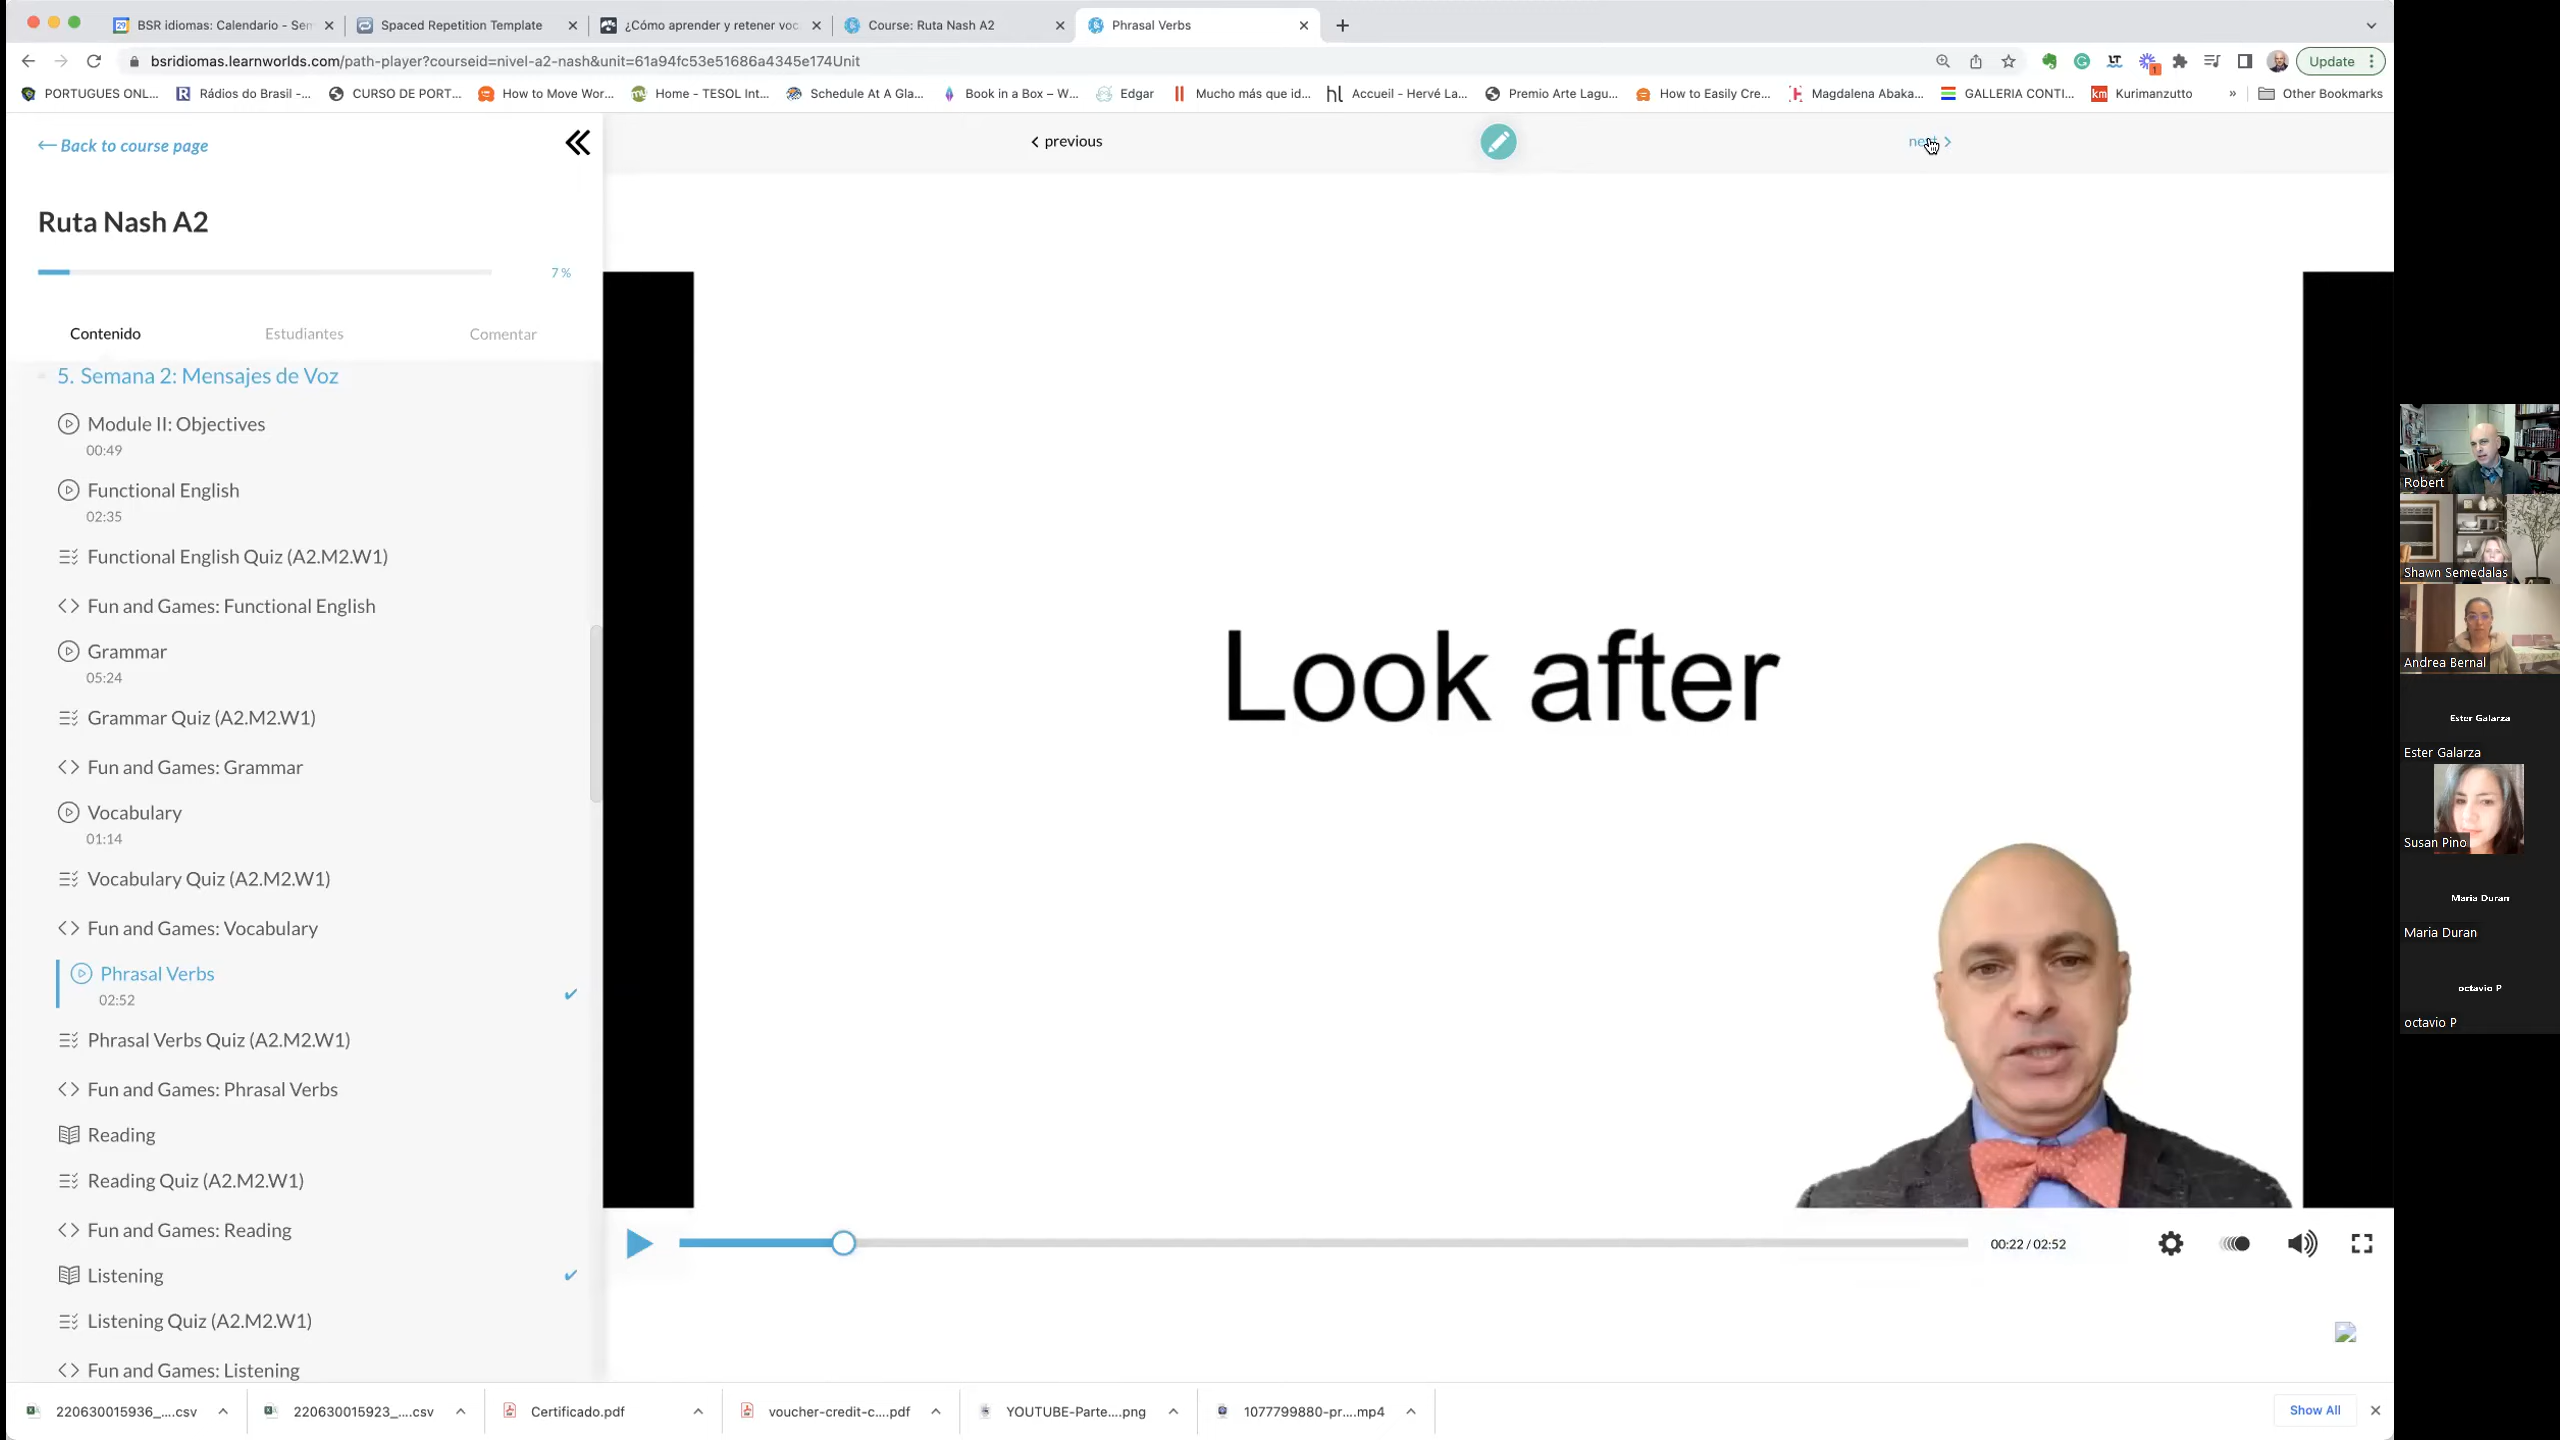 BSR idiomas: Calendario - Sem
Spaced Repetition Template
¿Cómo aprender y retener voc
Course: Ruta Nash A2
Phrasal Verbs
bsridiomas.learnworlds.com/path-player?courseid=nivel-a2-nash&unit=61a94fc53e51686a4345e174Unit
Update
PORTUGUES ONL...
Rádios do Brasil -...
CURSO DE PORT...
How to Move Wor...
Home - TESOL Int...
Schedule At A Gla...
Book in a Box – W...
Edgar
Mucho más que id...
Accueil - Hervé La...
Premio Arte Lagu...
How to Easily Cre...
Magdalena Abaka...
GALLERIA CONTI...
Kurimanzutto
»
Other Bookmarks
Back to course page
previous
next
Ruta Nash A2
7 %
Contenido
Estudiantes
Comentar
5. Semana 2: Mensajes de Voz
Module II: Objectives
00:49
Functional English
02:35
Functional English Quiz (A2.M2.W1)
Fun and Games: Functional English
Grammar
05:24
Grammar Quiz (A2.M2.W1)
Fun and Games: Grammar
Vocabulary
01:14
Vocabulary Quiz (A2.M2.W1)
Fun and Games: Vocabulary
Phrasal Verbs
02:52
Phrasal Verbs Quiz (A2.M2.W1)
Fun and Games: Phrasal Verbs
Reading
Reading Quiz (A2.M2.W1)
Fun and Games: Reading
Listening
Listening Quiz (A2.M2.W1)
Fun and Games: Listening
Look after
00:22 / 02:52
Robert
Shawn Semedalas
Andrea Bernal
Ester Galarza
Ester Galarza
Susan Pino
Maria Duran
Maria Duran
octavio P
octavio P
220630015936_....csv
220630015923_....csv
Certificado.pdf
voucher-credit-c....pdf
YOUTUBE-Parte....png
1077799880-pr....mp4
Show All